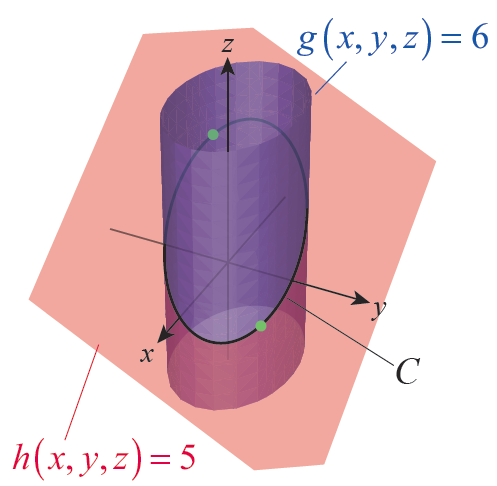 g(x, y, z) = 6
z
y
x
C
h(x, y, z) = 5